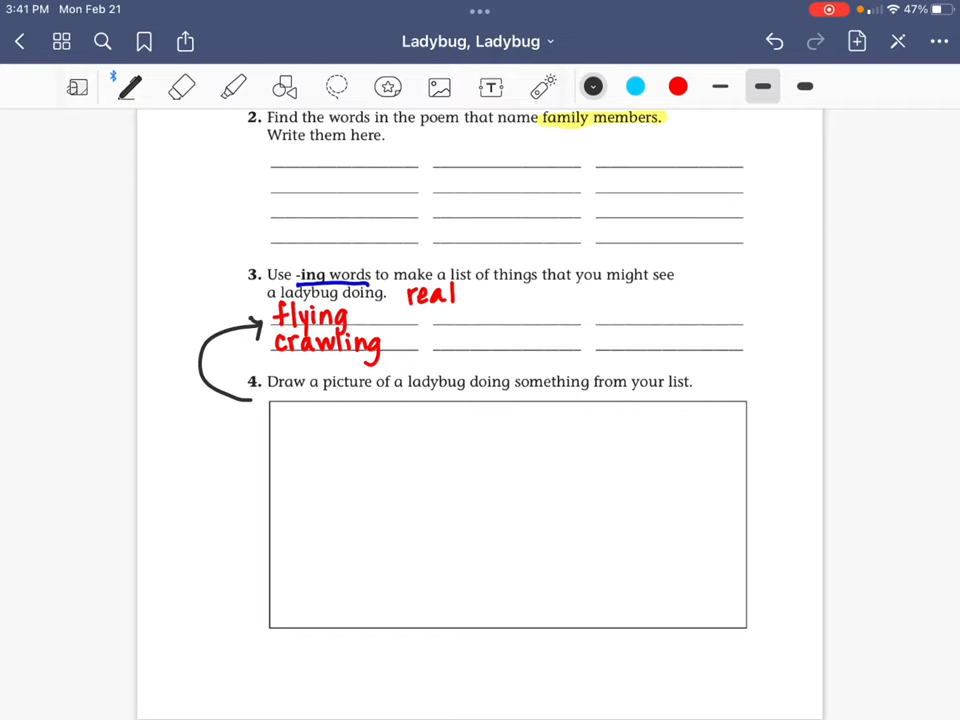 3:41 PM Mon Feb 21
47%
Ladybug, Ladybug
T
2. Find the words in the poem that name family members.
Write them here.
3. Use -ing words to make a list of things that you might see
a ladybug doing. real
flying
crawling
4. Draw a picture of a ladybug doing something from your list.